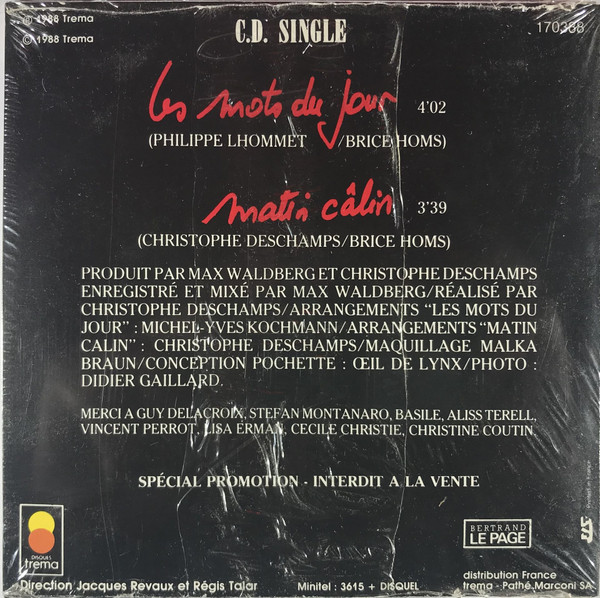 ℗ 1988 Trema
© 1988 Trema
C.D. SINGLE
170388
les mots du jour 4'02
(PHILIPPE LHOMMET /BRICE HOMS)
matin câlin 3'39
(CHRISTOPHE DESCHAMPS/BRICE HOMS)
PRODUIT PAR MAX WALDBERG ET CHRISTOPHE DESCHAMPS
ENREGISTRÉ ET MIXÉ PAR MAX WALDBERG/RÉALISÉ PAR
CHRISTOPHE DESCHAMPS/ARRANGEMENTS “LES MOTS DU
JOUR” : MICHEL-YVES KOCHMANN/ARRANGEMENTS “MATIN
CALIN” : CHRISTOPHE DESCHAMPS/MAQUILLAGE MALKA
BRAUN/CONCEPTION POCHETTE : ŒIL DE LYNX/PHOTO :
DIDIER GAILLARD.
MERCI A GUY DELACROIX, STEFAN MONTANARO, BASILE, ALISS TERELL,
VINCENT PERROT, LISA ERMAN, CECILE CHRISTIE, CHRISTINE COUTIN.
SPÉCIAL PROMOTION - INTERDIT A LA VENTE
DISQUES
trema
BERTRAND
LE PAGE
Direction Jacques Revaux et Régis Talar
Minitel : 3615 + DISQUEL
distribution France
trema - Pathé Marconi SA